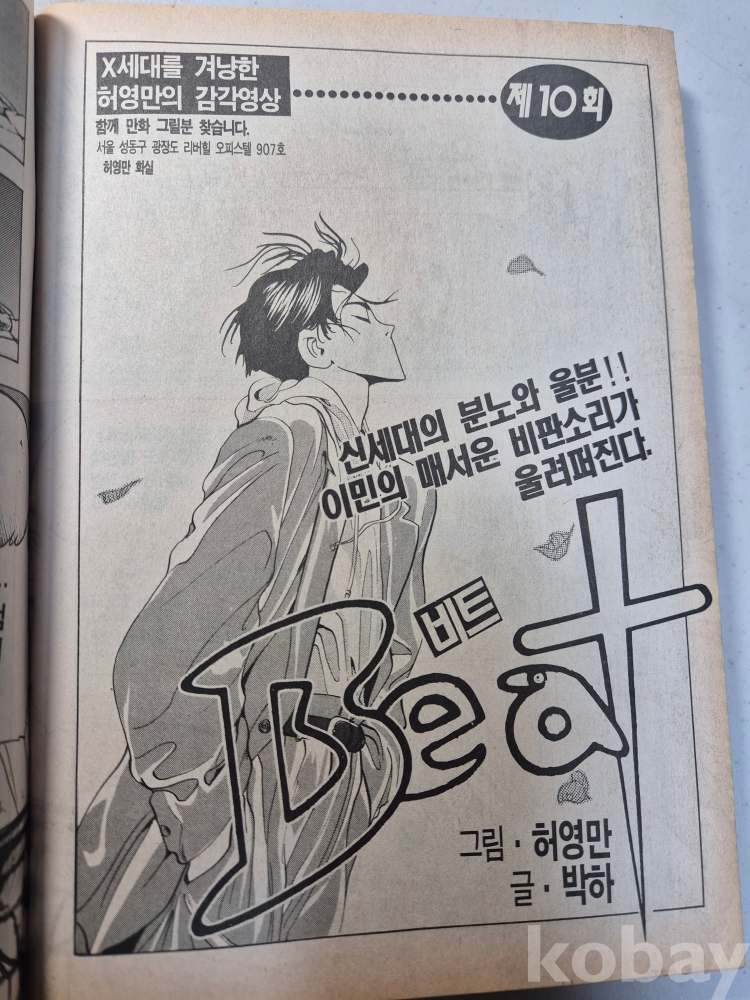 X세대를 겨냥한
허영만의 감각영상
제10회
함께 만화 그릴분 찾습니다.
서울 성동구 광장도 리버힐 오피스텔 907호
허영만 화실
신세대의 분노와 울분!!
이민의 매서운 비판소리가
울려퍼진다.
비트
Beat
그림·허영만
글·박하
kobay